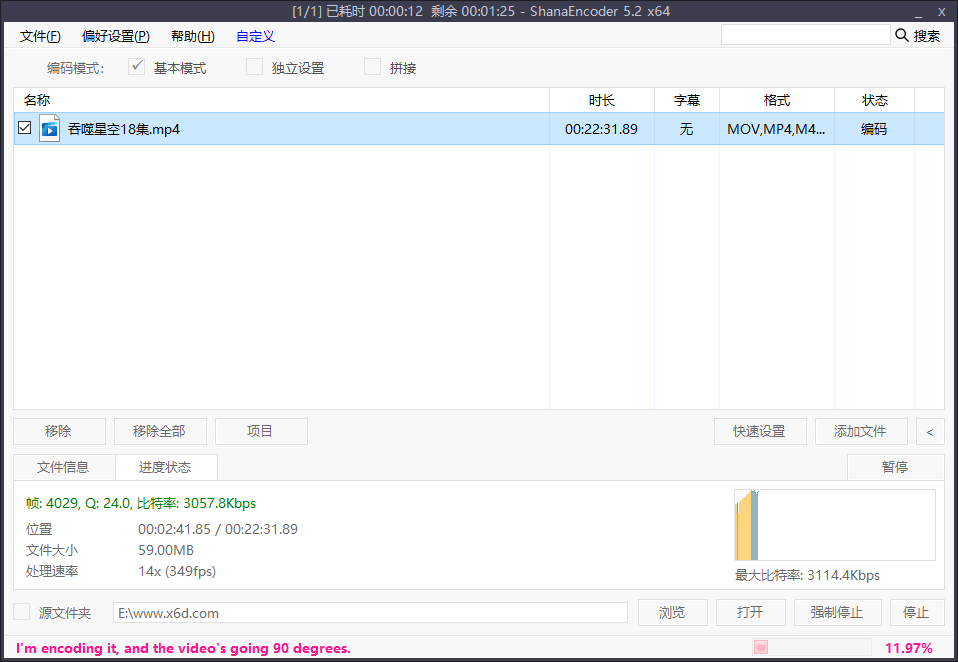 [1/1] 已耗时 00:00:12 剩余 00:01:25 - ShanaEncoder 5.2 x64 _ x
文件(F) 偏好设置(P) 帮助(H) 自定义 搜索
编码模式: 基本模式 独立设置 拼接
名称 时长 字幕 格式 状态
吞噬星空18集.mp4 00:22:31.89 无 MOV,MP4,M4... 编码
移除 移除全部 项目 快速设置 添加文件 <
文件信息 进度状态 暂停
帧: 4029, Q: 24.0, 比特率: 3057.8Kbps
位置 00:02:41.85 / 00:22:31.89
文件大小 59.00MB
处理速率 14x (349fps)
最大比特率: 3114.4Kbps
源文件夹 E:\www.x6d.com 浏览 打开 强制停止 停止
I'm encoding it, and the video's going 90 degrees. 11.97%